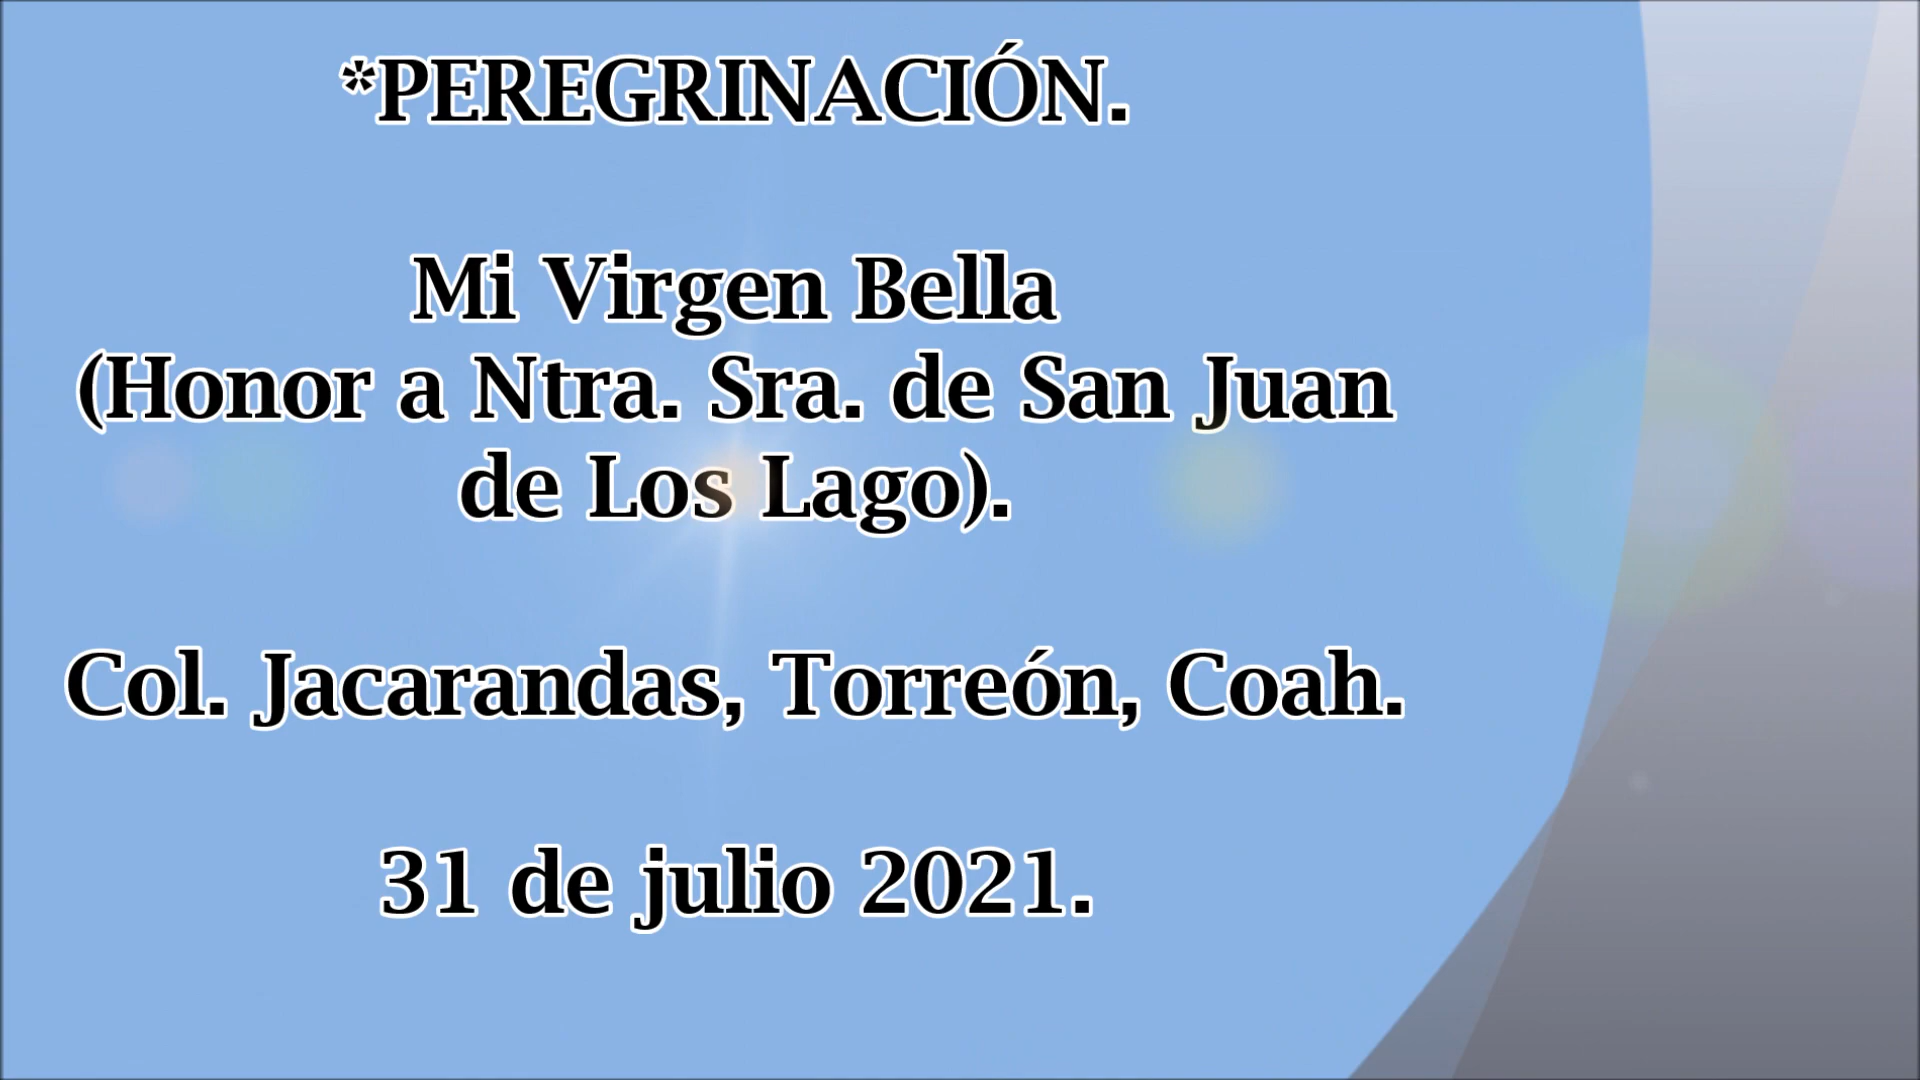 *PEREGRINACIÓN.
Mi Virgen Bella
(Honor a Ntra. Sra. de San Juan
de Los Lago).
Col. Jacarandas, Torreón, Coah.
31 de julio 2021.